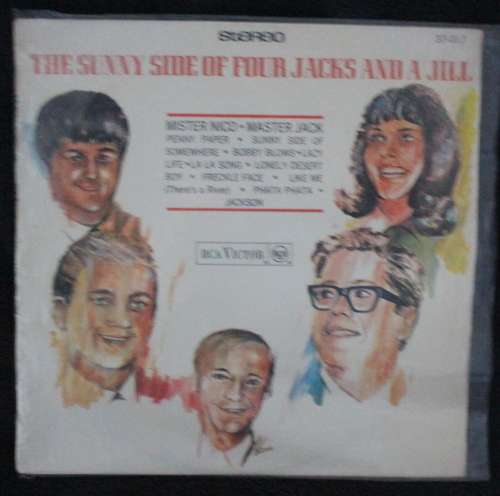 STEREO
THE SUNNY SIDE OF FOUR JACKS AND A JILL
MISTER NICO • MASTER JACK
PENNY PAPER • SUNNY SIDE OF
SOMEWHERE • BOBBY BLOWS • LAZY
LIFE • LA LA SONG • LONELY DESERT
BOY • FRECKLE FACE • LIKE ME
(There's a River) • PHATA PHATA •
JACKSON
RCA VICTOR